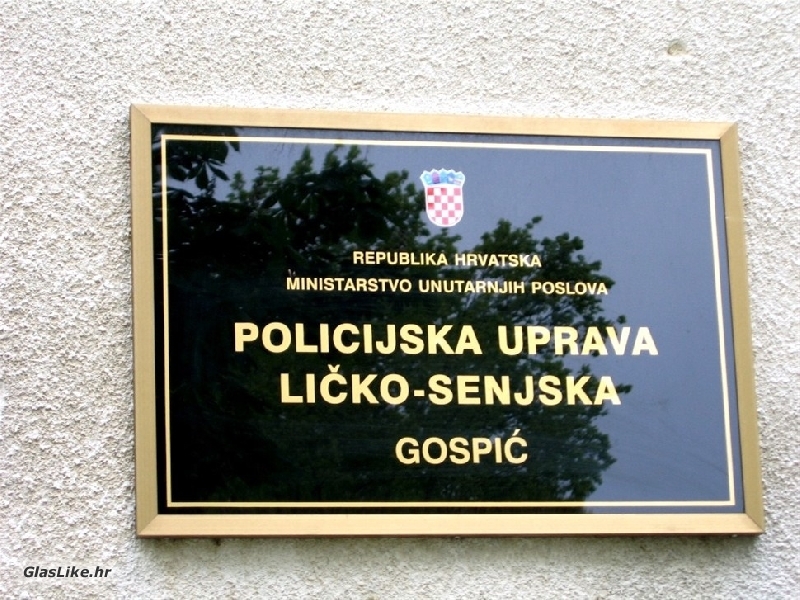 REPUBLIKA HRVATSKA
MINISTARSTVO UNUTARNJIH POSLOVA
POLICIJSKA UPRAVA
LIČKO-SENJSKA
GOSPIĆ
GlasLike.hr